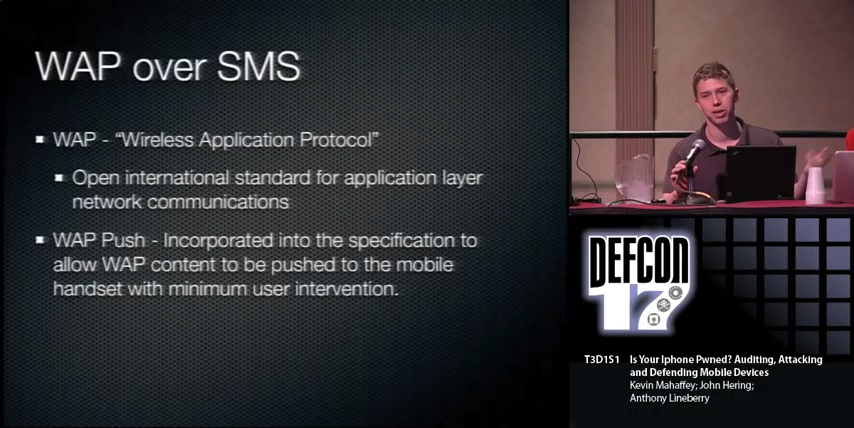 WAP over SMS
WAP - “Wireless Application Protocol”
Open international standard for application layer
network communications
WAP Push - Incorporated into the specification to
allow WAP content to be pushed to the mobile
handset with minimum user intervention.
DEFCON
17
T3D1S1 Is Your Iphone Pwned? Auditing, Attacking
and Defending Mobile Devices
Kevin Mahaffey; John Hering;
Anthony Lineberry